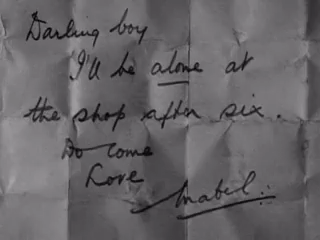 Darling boy
I'll be alone at
the shop after six.
Do come
Love
Mabel.: